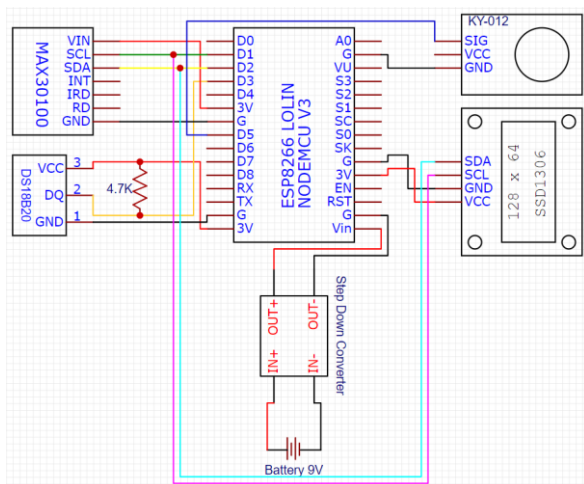 MAX30100
VIN
SCL
SDA
INT
IRD
RD
GND
DS18B20
VCC 3
DQ 2
GND 1
4.7K
ESP8266 LOLIN
NODEMCU V3
D0
D1
D2
D3
D4
3V
G
D5
D6
D7
D8
RX
TX
G
3V
A0
G
VU
S3
S2
S1
SC
S0
SK
G
3V
EN
RST
G
Vin
KY-012
SIG
VCC
GND
SDA
SCL
GND
VCC
128 x 64
SSD1306
OUT+
OUT-
IN+
IN-
Step Down Converter
Battery 9V